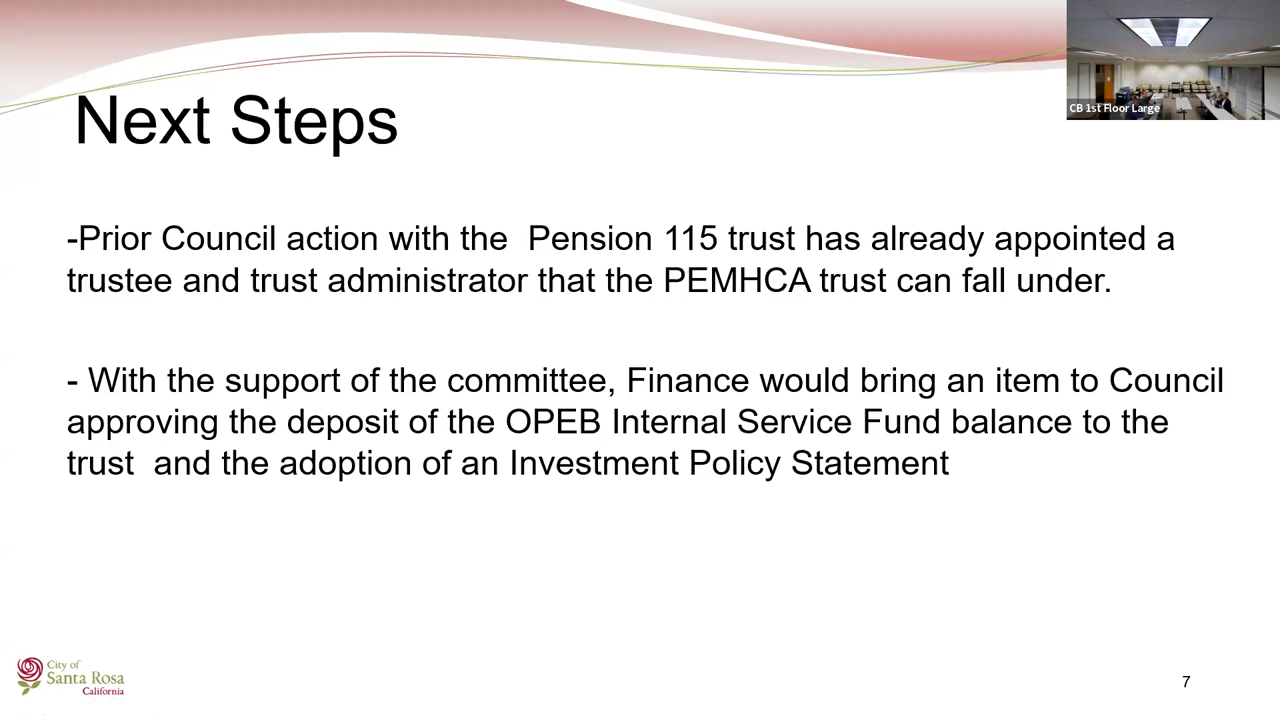 CB 1st Floor Large
Next Steps
-Prior Council action with the  Pension 115 trust has already appointed a
trustee and trust administrator that the PEMHCA trust can fall under.
- With the support of the committee, Finance would bring an item to Council
approving the deposit of the OPEB Internal Service Fund balance to the
trust  and the adoption of an Investment Policy Statement
City of
Santa Rosa
California
7